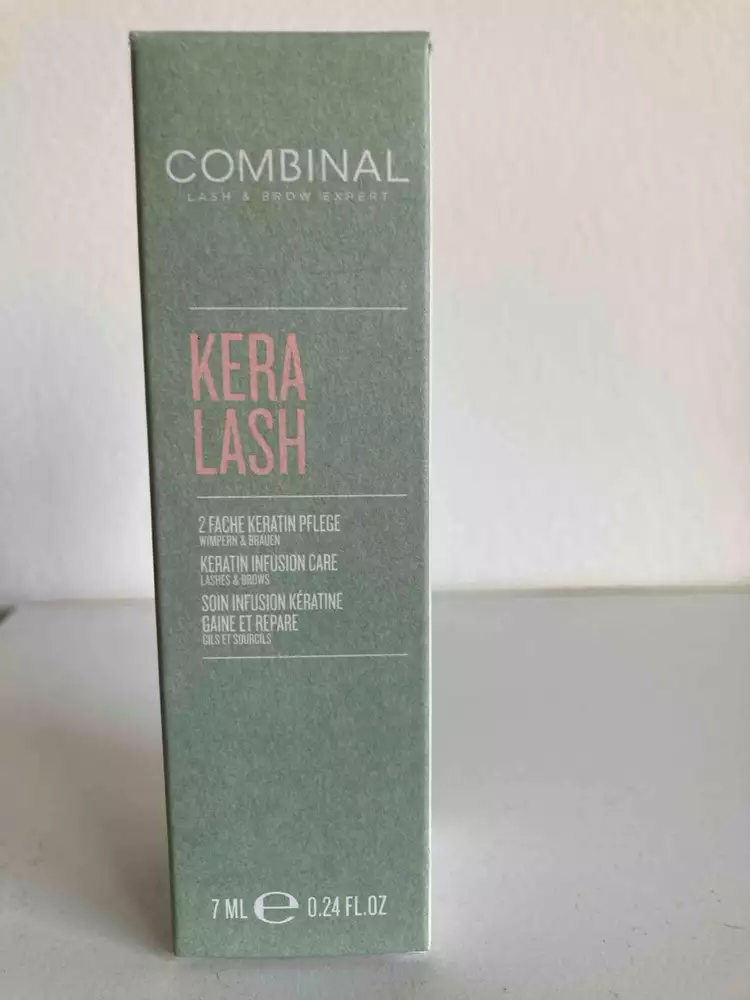 COMBINAL
LASH & BROW EXPERT
KERA
LASH
2 FACHE KERATIN PFLEGE
WIMPERN & BRAUEN
KERATIN INFUSION CARE
LASHES & BROWS
SOIN INFUSION KÉRATINE
GAINE ET REPARE
CILS ET SOURCILS
7 ML ℮ 0.24 FL.OZ